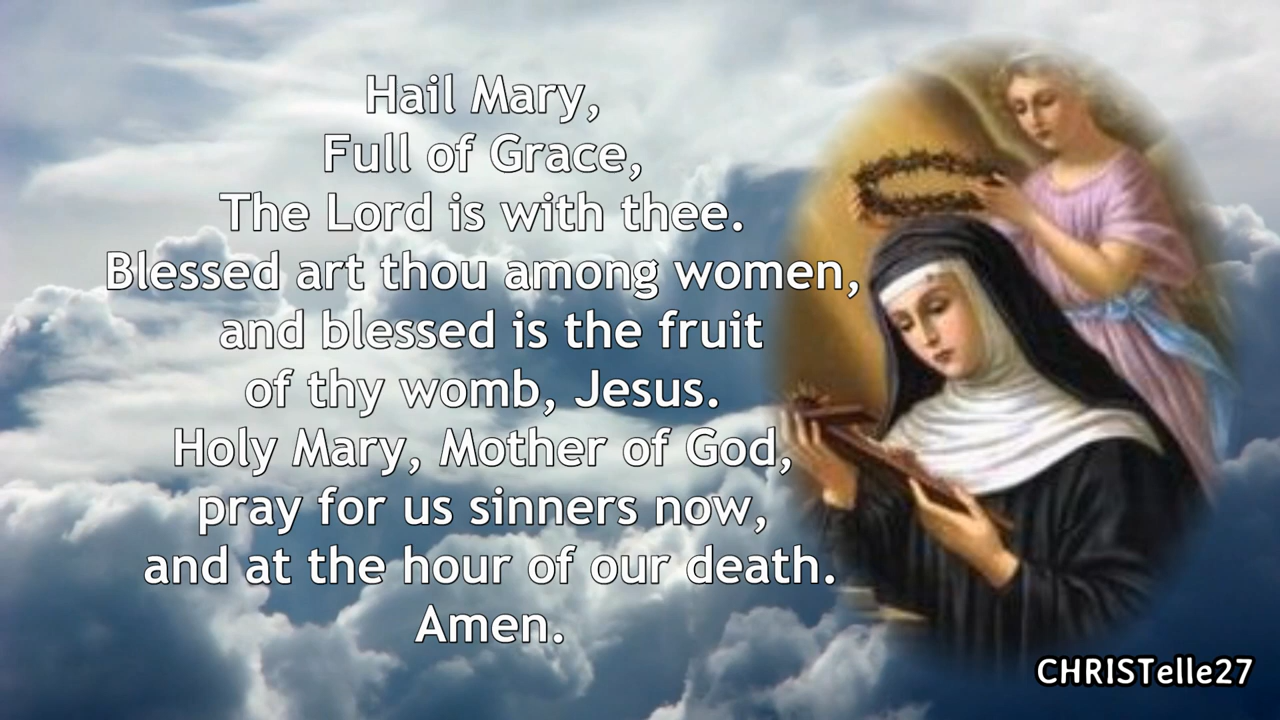 Hail Mary,
Full of Grace,
The Lord is with thee.
Blessed art thou among women,
and blessed is the fruit
of thy womb, Jesus.
Holy Mary, Mother of God,
pray for us sinners now,
and at the hour of our death.
Amen.
CHRISTelle27